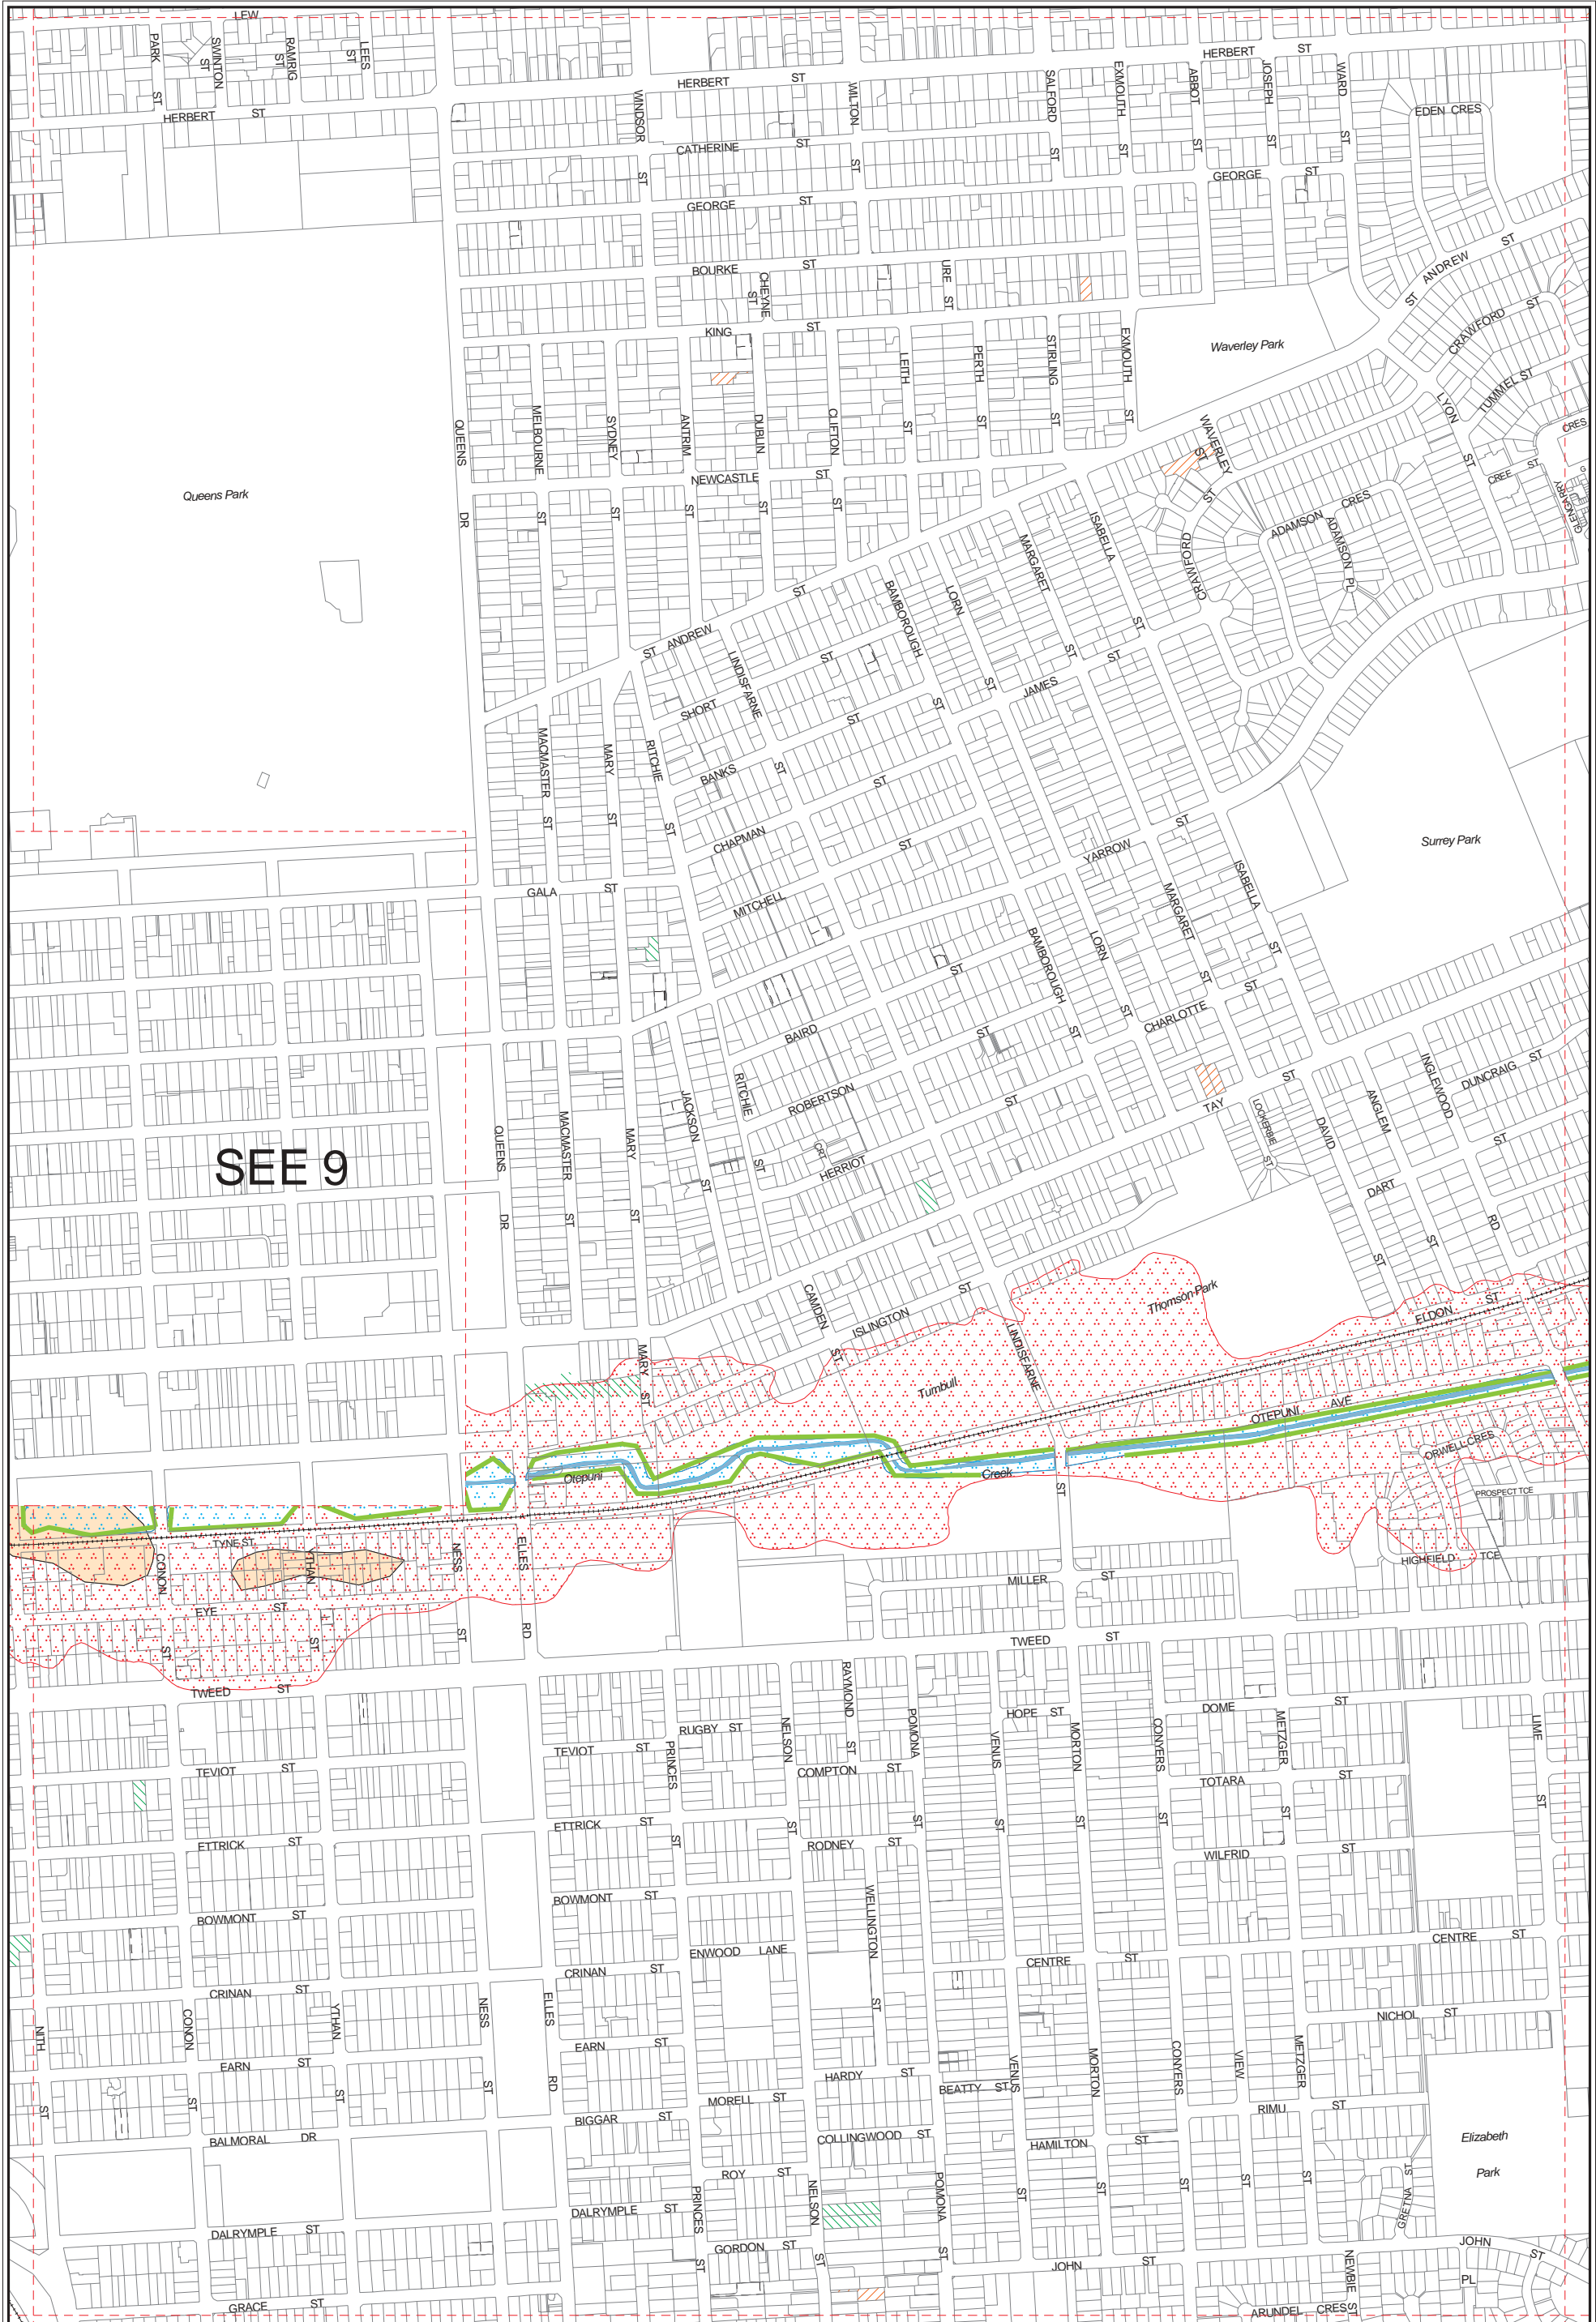 LEW
PARK
ST
SWINTON
ST
RAMRIG
ST
LEES
ST
HERBERT ST
HERBERT ST
HERBERT ST
WINDSOR
ST
WILTON
ST
SALFORD
ST
EXMOUTH
ST
ABBOT
ST
JOSEPH
ST
WARD
ST
EDEN CRES
CATHERINE ST
GEORGE ST
GEORGE ST
BOURKE ST
CHEYNE
ST
URE
ST
ST ANDREW ST
CRAWFORD ST
KING ST
Waverley Park
LEITH
ST
PERTH
ST
STIRLING
ST
EXMOUTH
ST
TUMMEL ST
LYON
ST
CRES
CREE ST
GLENGARRY
QUEENS
DR
MELBOURNE
ST
SYDNEY
ST
ANTRIM
ST
DUBLIN
ST
CLIFTON
ST
NEWCASTLE ST
WAVERLEY
ST
Queens Park
CRAWFORD
ST
ADAMSON CRES
ADAMSON PL
ISABELLA
ST
MARGARET
ST
LORN
ST
BAMBOROUGH
ST
ST ANDREW ST
LINDISFARNE
ST
SHORT ST
JAMES ST
MACMASTER
ST
MARY
ST
RITCHIE
ST
BANKS ST
CHAPMAN ST
Surrey Park
YARROW ST
GALA ST
MITCHELL ST
MARGARET
ST
ISABELLA
ST
BAMBOROUGH
ST
LORN
ST
BAIRD ST
CHARLOTTE ST
QUEENS
DR
MACMASTER
ST
MARY
ST
JACKSON
ST
RITCHIE
ST
ROBERTSON ST
CRT
HERRIOT
TAY ST
LOCKERBIE
ST
DAVID
ST
ANGLEM
ST
INGLEWOOD
RD
DUNCRAIG ST
DART ST
SEE 9
CAMDEN
ST
ISLINGTON ST
Thomson Park
LINDISFARNE
ST
ELDON ST
MARY
ST
Turnbull
OTEPUNI AVE
ORWELL CRES
Otepuni Creek
PROSPECT TCE
HIGHFIELD TCE
TYNE ST
CONON
ST
YTHAN
ST
NESS
ST
ELLES
RD
EYE ST
MILLER ST
TWEED ST
TWEED ST
RAYMOND
ST
POMONA
ST
VENUS
ST
HOPE ST
MORTON
ST
CONYERS
ST
DOME ST
METZGER
ST
LIME
ST
RUGBY ST
NELSON
ST
TEVIOT ST
PRINCES
ST
TEVIOT ST
COMPTON ST
TOTARA ST
ETTRICK ST
ETTRICK ST
RODNEY ST
WILFRID ST
BOWMONT ST
BOWMONT ST
WELLINGTON
ST
ENWOOD LANE
CENTRE ST
CENTRE ST
CRINAN ST
CRINAN ST
NICHOL ST
NITH
ST
CONON
ST
YTHAN
ST
NESS
ST
ELLES
RD
EARN ST
EARN ST
HARDY ST
BEATTY ST
VENUS
ST
MORTON
ST
CONYERS
ST
VIEW
ST
METZGER
ST
MORELL ST
RIMU ST
BIGGAR ST
BALMORAL DR
COLLINGWOOD ST
HAMILTON ST
Elizabeth
Park
ROY ST
PRINCES
ST
NELSON
ST
POMONA
ST
GRETNA ST
DALRYMPLE ST
DALRYMPLE ST
GORDON ST
JOHN ST
JOHN ST
NEWBIE
ST
PL
GRACE ST
ARUNDEL CRES